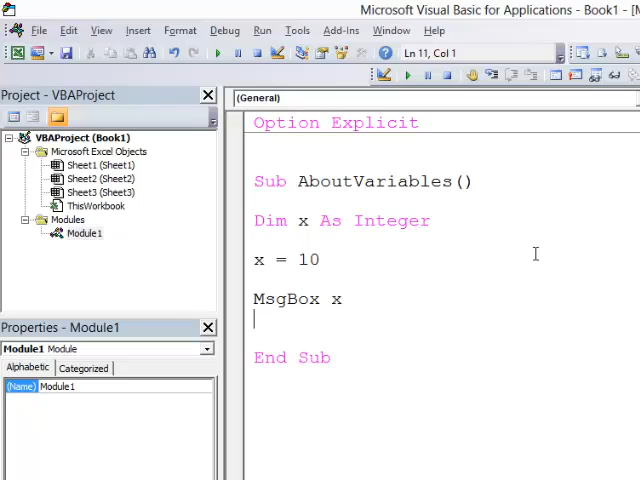 Microsoft Visual Basic for Applications - Book1 - [M
File Edit View Insert Format Debug Run Tools Add-Ins Window Help
Ln 11, Col 1
Project - VBAProject
(General)
VBAProject (Book1)
Microsoft Excel Objects
Sheet1 (Sheet1)
Sheet2 (Sheet2)
Sheet3 (Sheet3)
ThisWorkbook
Modules
Module1
Option Explicit
Sub AboutVariables()
Dim x As Integer
x = 10
MsgBox x
End Sub
Properties - Module1
Module1 Module
Alphabetic Categorized
(Name) Module1